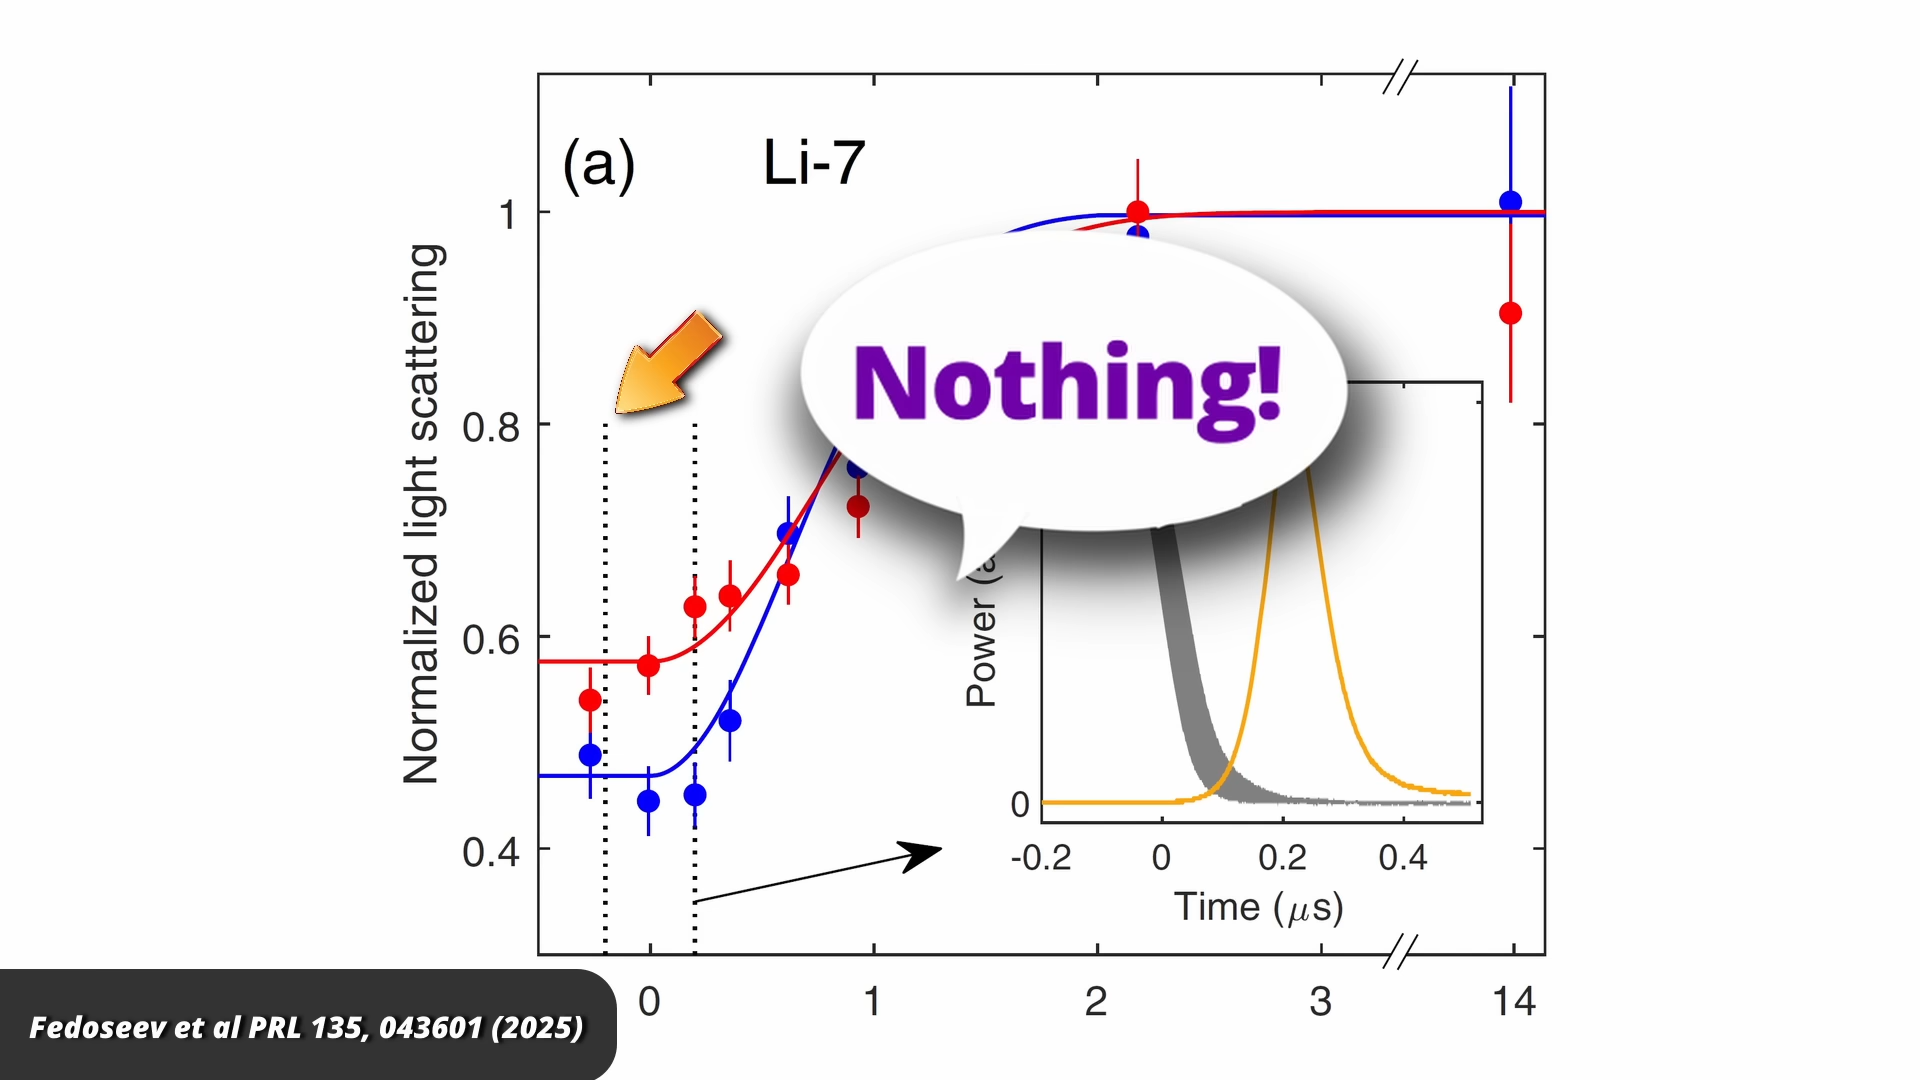 (a)
Li-7
Normalized light scattering
1
0.8
0.6
0.4
Nothing!
Power (a
0
-0.2 0 0.2 0.4
Time (μs)
0 1 2 3 14
Fedoseev et al PRL 135, 043601 (2025)